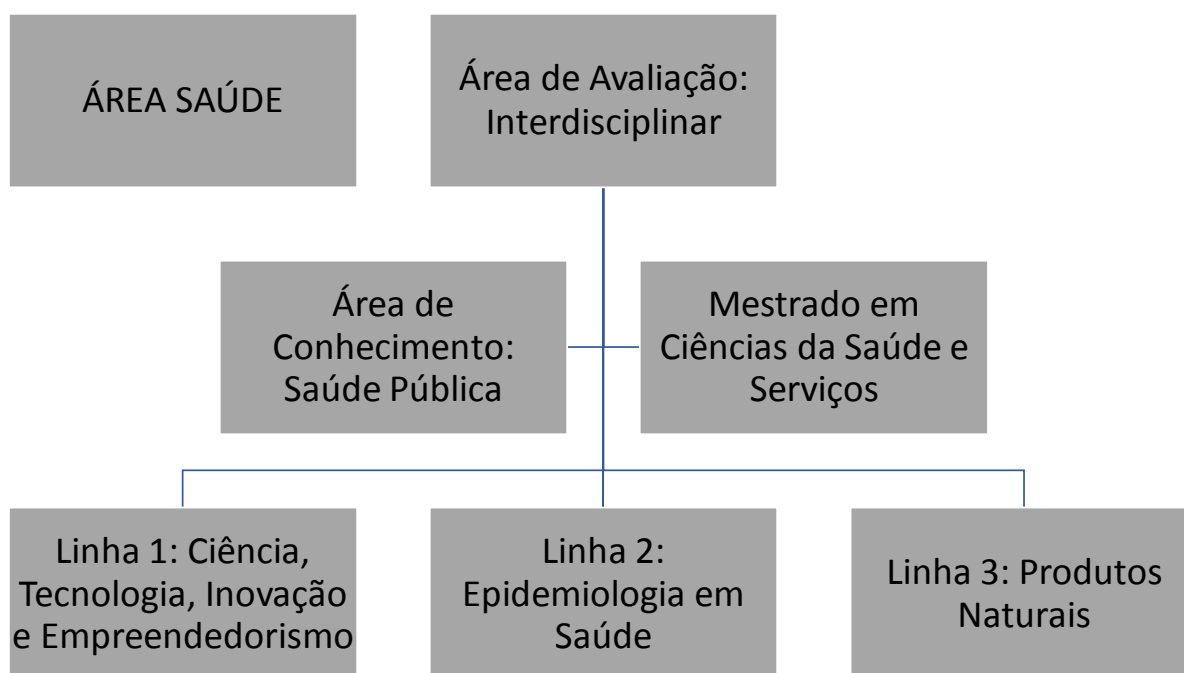 ÁREA SAÚDE
Área de Avaliação:
Interdisciplinar
Área de
Conhecimento:
Saúde Pública
Mestrado em
Ciências da Saúde e
Serviços
Linha 1: Ciência,
Tecnologia, Inovação
e Empreendedorismo
Linha 2:
Epidemiologia em
Saúde
Linha 3: Produtos
Naturais